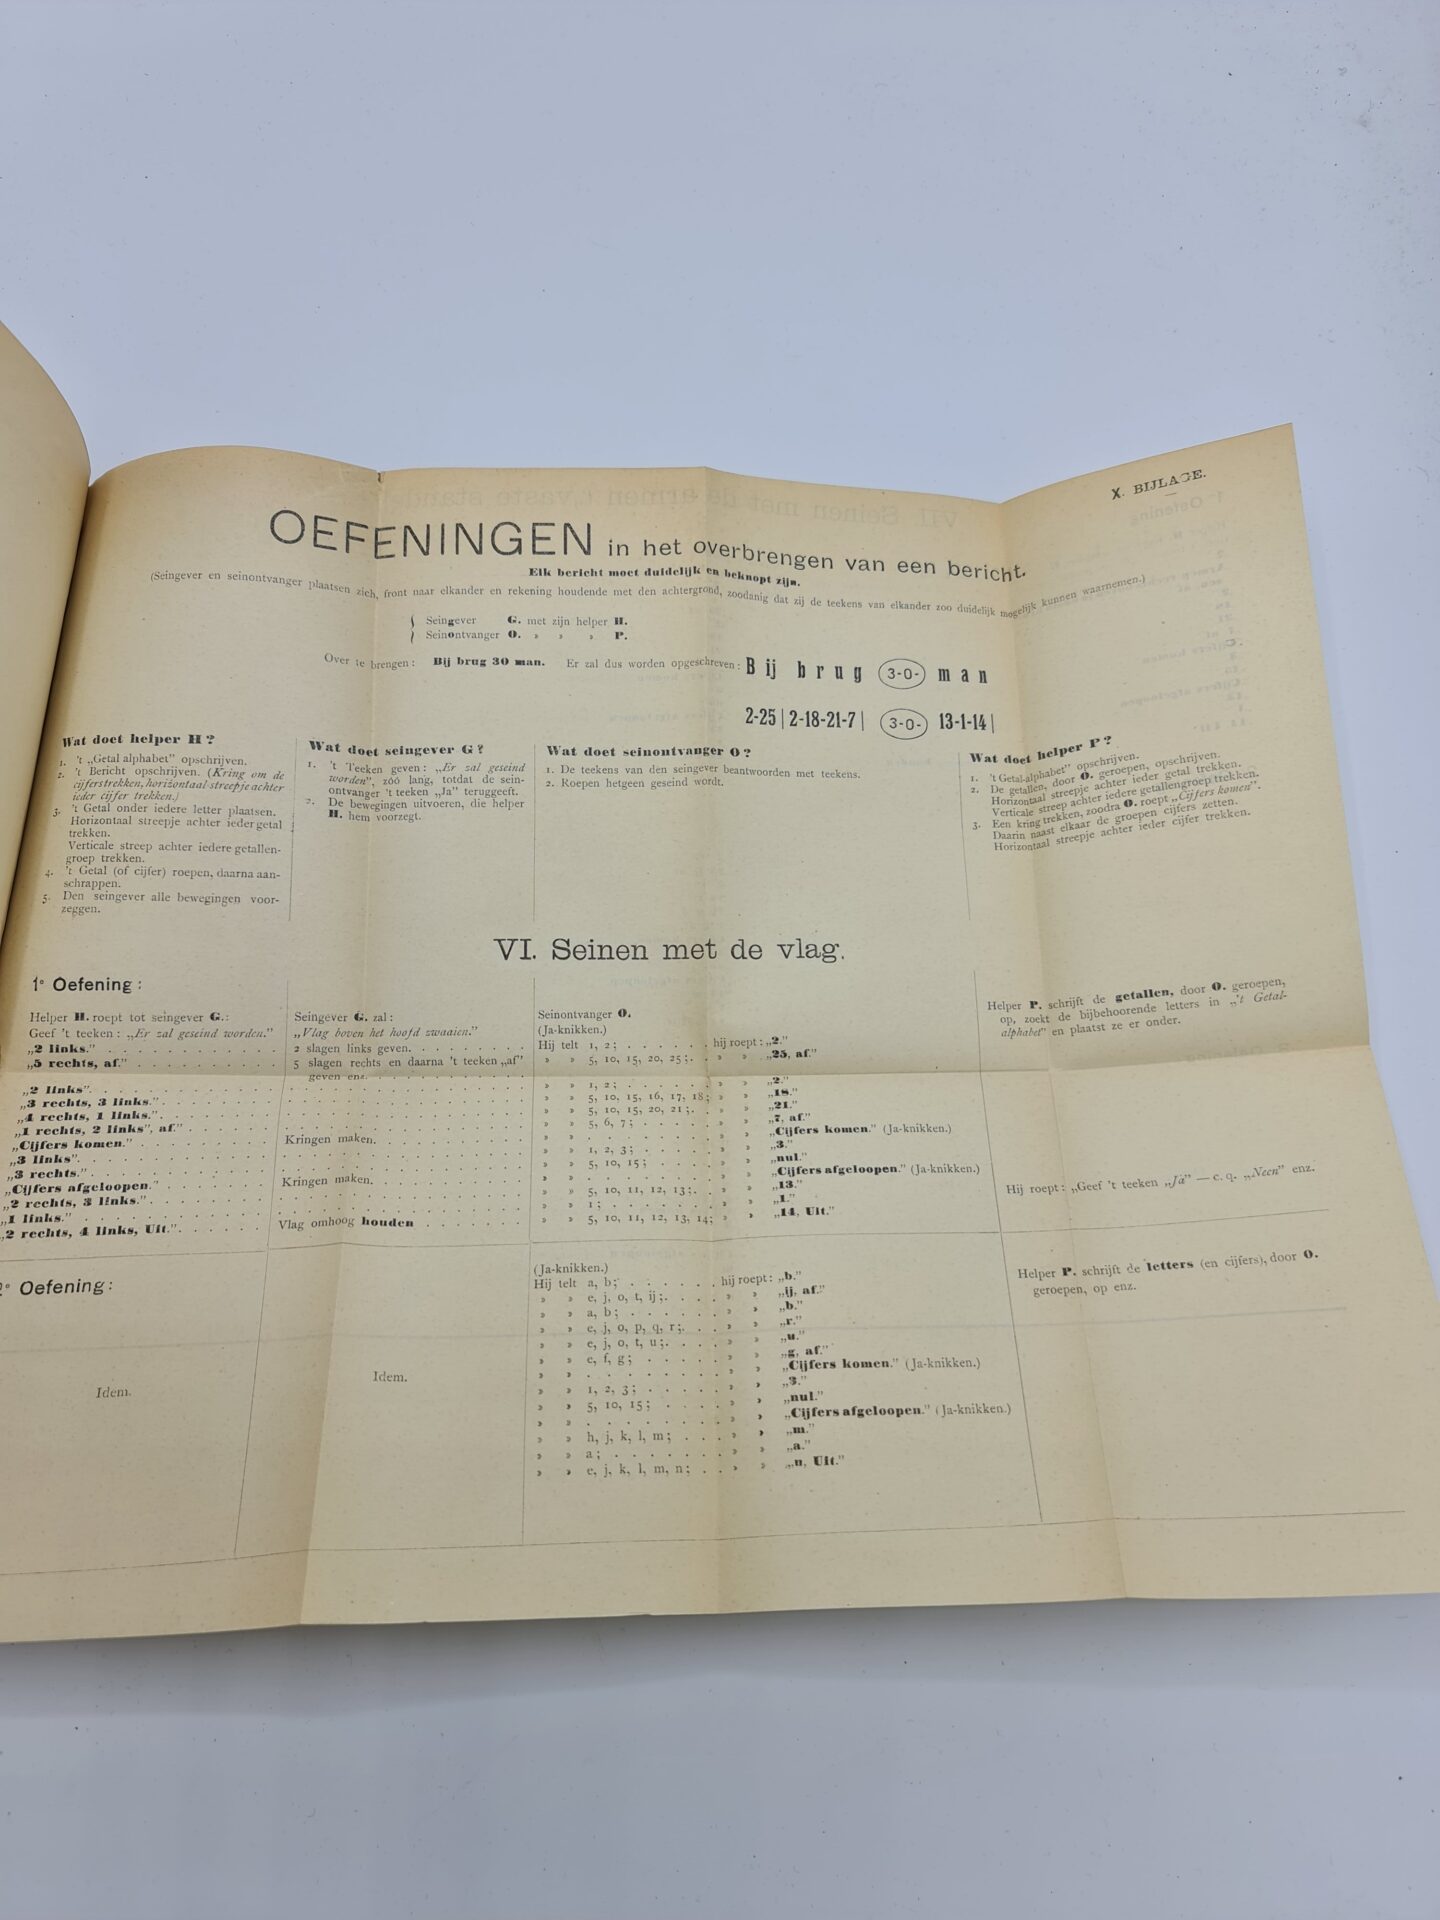 X. BIJLAGE.
OEFENINGEN in het overbrengen van een bericht.
Elk bericht moet duidelijk en beknopt zijn.
(Seingever en seinontvanger plaatsen zich, front naar elkander en rekening houdende met den achtergrond, zoodanig dat zij de teekens van elkander zoo duidelijk mogelijk kunnen waarnemen.)
Seingever G. met zijn helper H.
Seinontvanger O. » » » P.
Over te brengen: Bij brug 30 man. Er zal dus worden opgeschreven: Bij brug 3-0- man
2-25| 2-18-21-7| 3-0- 13-1-14|
Wat doet helper H?
1. 't „Getal alphabet" opschrijven.
2. 't Bericht opschrijven. (Kring om de
cijferstrekken, horizontaal streepje achter
ieder cijfer trekken.)
3. 't Getal onder iedere letter plaatsen.
Horizontaal streepje achter ieder getal
trekken.
Verticale streep achter iedere getallen-
groep trekken.
4. 't Getal (of cijfer) roepen, daarna aan-
schrappen.
5. Den seingever alle bewegingen voor-
zeggen.
Wat doet seingever G?
1. 't Teeken geven: „Er zal geseind
worden", zóó lang, totdat de sein-
ontvanger 't teeken „Ja" teruggeeft.
2. De bewegingen uitvoeren, die helper
H. hem voorzegt.
Wat doet seinontvanger O?
1. De teekens van den seingever beantwoorden met teekens.
2. Roepen hetgeen geseind wordt.
Wat doet helper P?
1. 't Getal-alphabet" opschrijven.
2. De getallen, door O. geroepen, opschrijven.
Horizontaal streepje achter ieder getal trekken.
Verticale streep achter iedere getallengroep trekken.
3. Een kring trekken, zoodra O. roept „Cijfers komen".
Daarin naast elkaar de groepen cijfers zetten.
Horizontaal streepje achter ieder cijfer trekken.
VI. Seinen met de vlag.
1e Oefening:
Helper H. roept tot seingever G.:
Geef 't teeken: „Er zal geseind worden."
„2 links."
„5 rechts, af."
„2 links".
„3 rechts, 3 links."
„4 rechts, 1 links."
„1 rechts, 2 links", af."
„Cijfers komen."
„3 links".
„3 rechts."
„Cijfers afgeloopen."
„2 rechts, 3 links."
„1 links."
„2 rechts, 4 links, Uit."
Seingever G. zal:
„Vlag boven het hoofd zwaaien."
2 slagen links geven.
5 slagen rechts en daarna 't teeken „af"
geven enz.
Kringen maken.
Kringen maken.
Vlag omhoog houden
Seinontvanger O.
(Ja-knikken.)
Hij telt 1, 2; hij roept: „2."
» » 5, 10, 15, 20, 25; » » „25, af."
» » 1, 2; » » „2."
» » 5, 10, 15, 16, 17, 18; » » „18."
» » 5, 10, 15, 20, 21; » » „21."
» » 5, 6, 7; » » „7, af."
» » » » „Cijfers komen." (Ja-knikken.)
» » 1, 2, 3; » » „3."
» » 5, 10, 15; » » „nul."
» » » » „Cijfers afgeloopen." (Ja-knikken.)
» » 5, 10, 11, 12, 13; » » „13."
» » 1; » » „1."
» » 5, 10, 11, 12, 13, 14; » » „14, Uit."
Helper P. schrijft de getallen, door O. geroepen,
op, zoekt de bijbehoorende letters in „'t Getal-
alphabet" en plaatst ze er onder.
Hij roept: „Geef 't teeken „Ja" — c. q. „Neen" enz.
2e Oefening:
Idem.
Idem.
(Ja-knikken.)
Hij telt a, b; hij roept: „b."
» » e, j, o, t, ij; » » „ij, af."
» » a, b; » » „b."
» » e, j, o, p, q, r; » » „r."
» » e, j, o, t, u; » » „u."
» » e, f, g; » » „g, af."
» » » » „Cijfers komen." (Ja-knikken.)
» » 1, 2, 3; » » „3."
» » 5, 10, 15; » » „nul."
» » » » „Cijfers afgeloopen." (Ja-knikken.)
» » h, j, k, l, m; » » „m."
» » a; » » „a."
» » e, j, k, l, m, n; » » „n, Uit."
Helper P. schrijft de letters (en cijfers), door O.
geroepen, op enz.